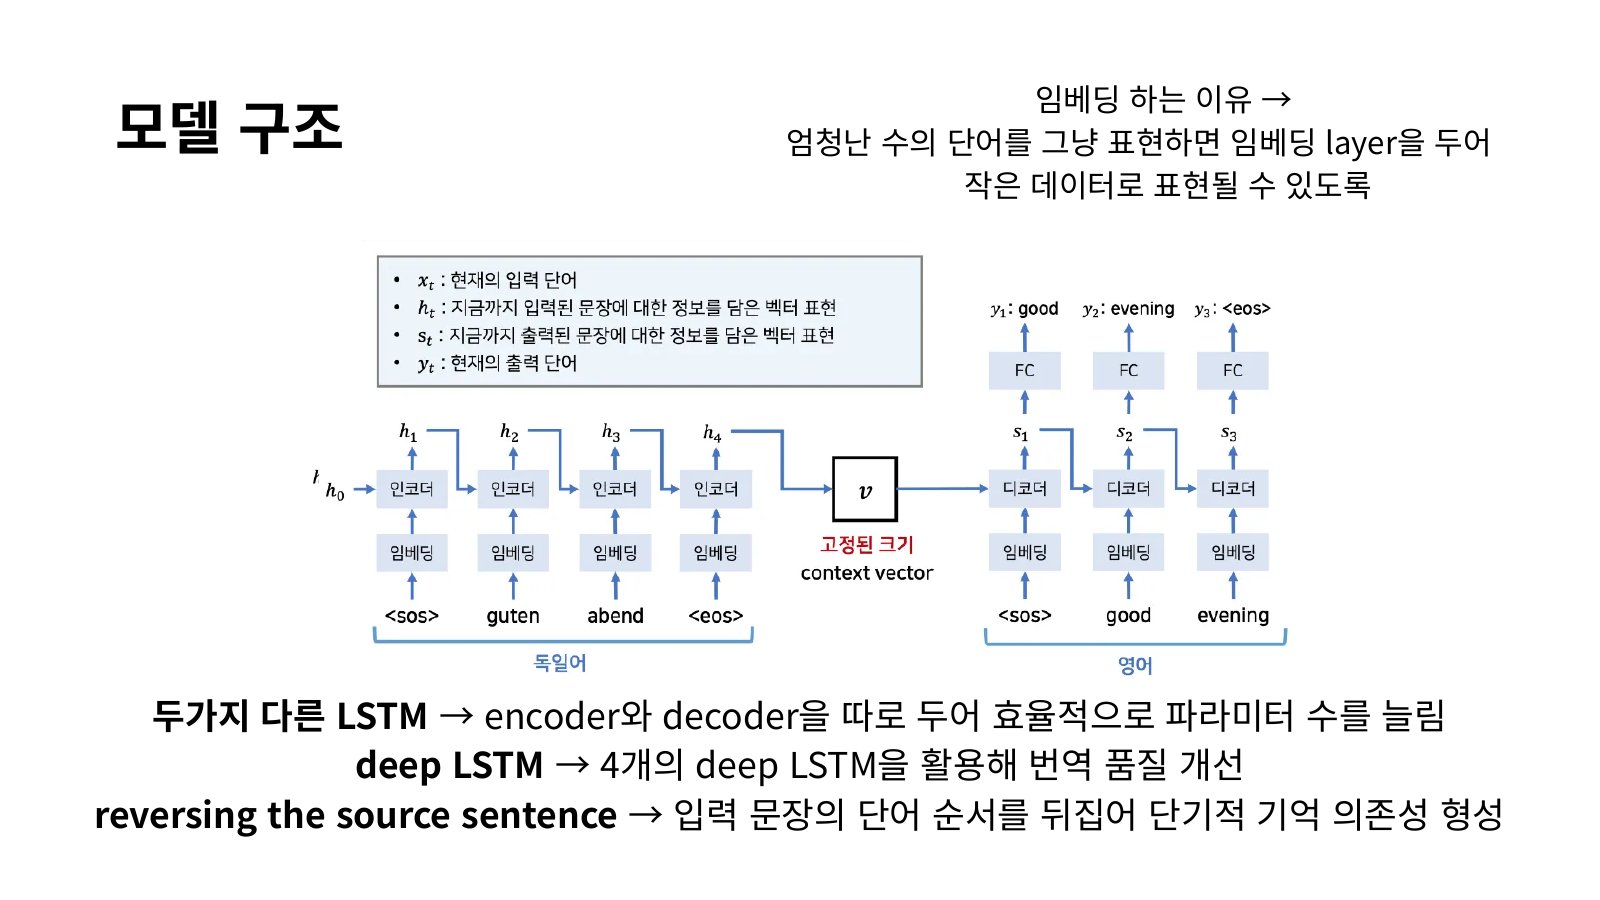 모델 구조
임베딩 하는 이유 →
엄청난 수의 단어를 그냥 표현하면 임베딩 layer을 두어
작은 데이터로 표현될 수 있도록
• xₜ : 현재의 입력 단어
• hₜ : 지금까지 입력된 문장에 대한 정보를 담은 벡터 표현
• sₜ : 지금까지 출력된 문장에 대한 정보를 담은 벡터 표현
• yₜ : 현재의 출력 단어
y₁: good y₂: evening y₃: <eos>
FC FC FC
h₁ h₂ h₃ h₄ s₁ s₂ s₃
h₀ 인코더 인코더 인코더 인코더 v 디코더 디코더 디코더
고정된 크기
임베딩 임베딩 임베딩 임베딩 임베딩 임베딩 임베딩
context vector
<sos> guten abend <eos> <sos> good evening
독일어 영어
두가지 다른 LSTM → encoder와 decoder을 따로 두어 효율적으로 파라미터 수를 늘림
deep LSTM → 4개의 deep LSTM을 활용해 번역 품질 개선
reversing the source sentence → 입력 문장의 단어 순서를 뒤집어 단기적 기억 의존성 형성